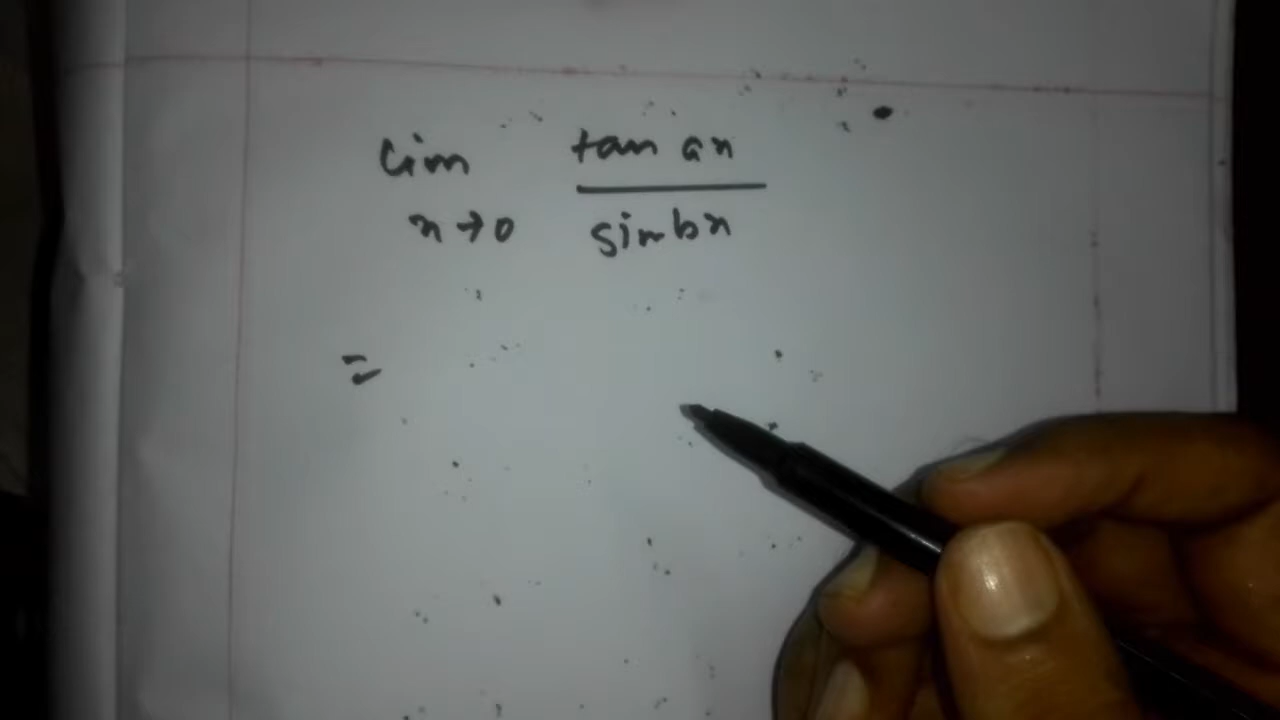 lim tan ax
x→0 sin bx
=